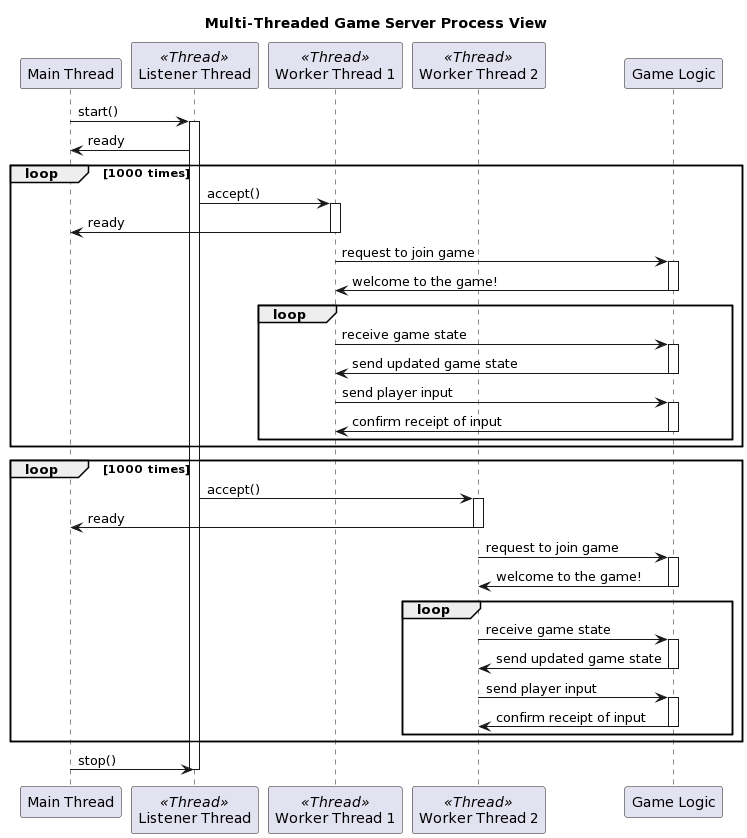 Multi-Threaded Game Server Process View
Main Thread
«Thread»
Listener Thread
«Thread»
Worker Thread 1
«Thread»
Worker Thread 2
Game Logic
start()
ready
loop [1000 times]
accept()
ready
request to join game
welcome to the game!
loop
receive game state
send updated game state
send player input
confirm receipt of input
loop [1000 times]
accept()
ready
request to join game
welcome to the game!
loop
receive game state
send updated game state
send player input
confirm receipt of input
stop()
Main Thread
«Thread»
Listener Thread
«Thread»
Worker Thread 1
«Thread»
Worker Thread 2
Game Logic